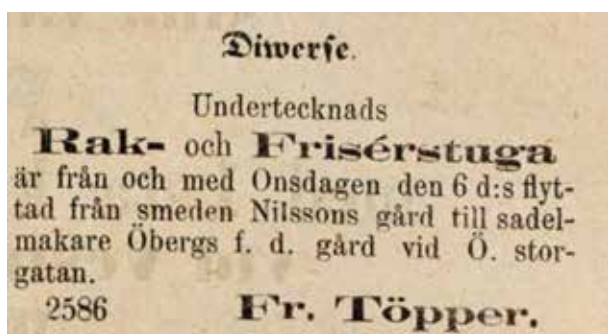 Diwerse.
Undertecknads
Rak- och Frisérstuga
är från och med Onsdagen den 6 d:s flyt-
tad från smeden Nilssons gård till sadel-
makare Öbergs f. d. gård vid Ö. stor-
gatan.
2586 Fr. Töpper.